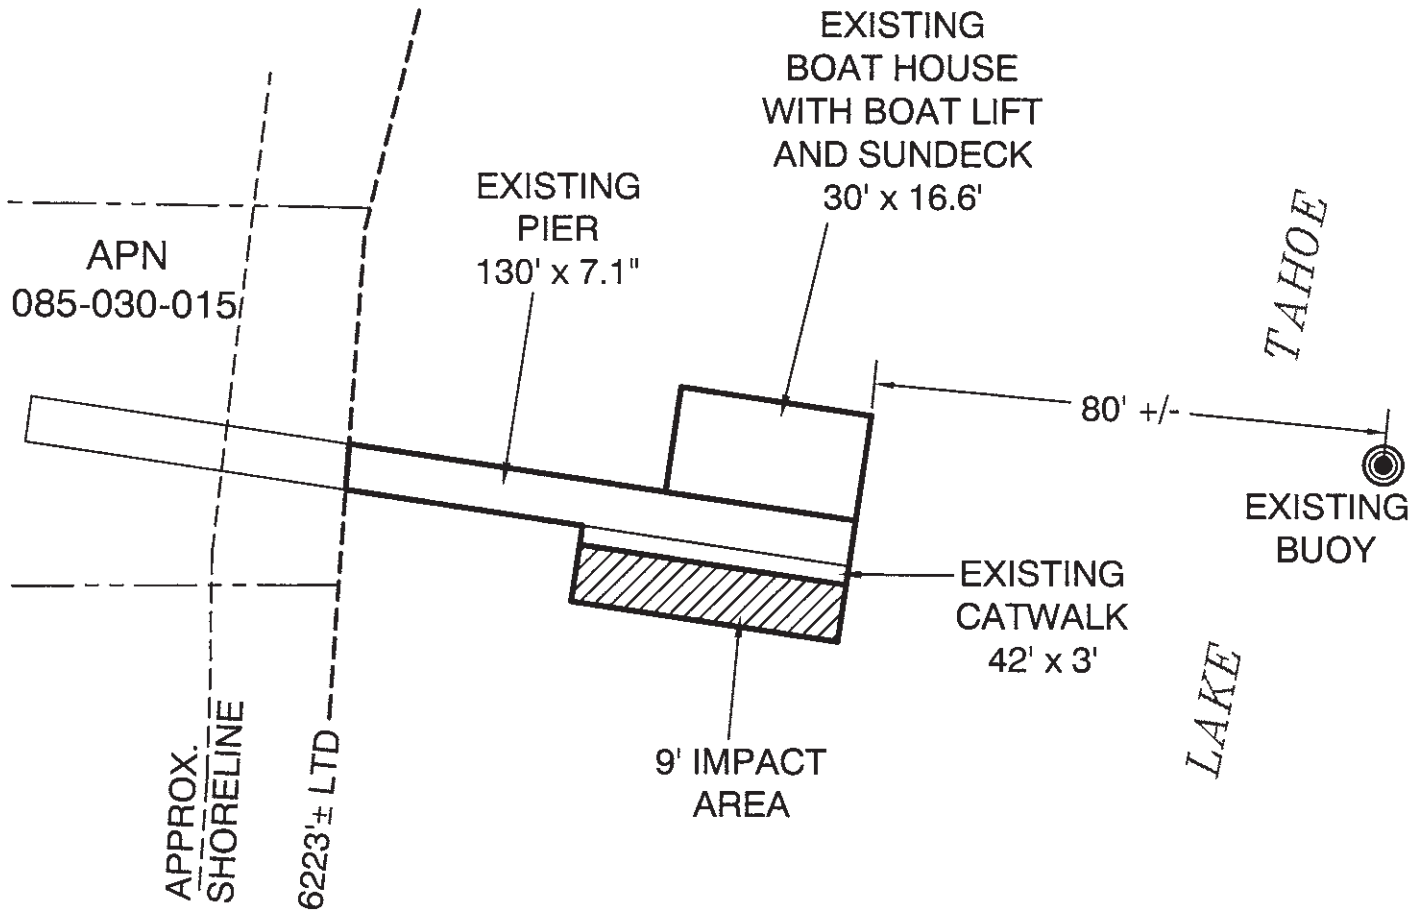 EXISTING
BOAT HOUSE
WITH BOAT LIFT
AND SUNDECK
30' x 16.6'
EXISTING
PIER
130' x 7.1"
APN
085-030-015
TAHOE
80' +/-
EXISTING
BUOY
EXISTING
CATWALK
42' x 3'
LAKE
9' IMPACT
AREA
APPROX.
SHORELINE
6223'± LTD